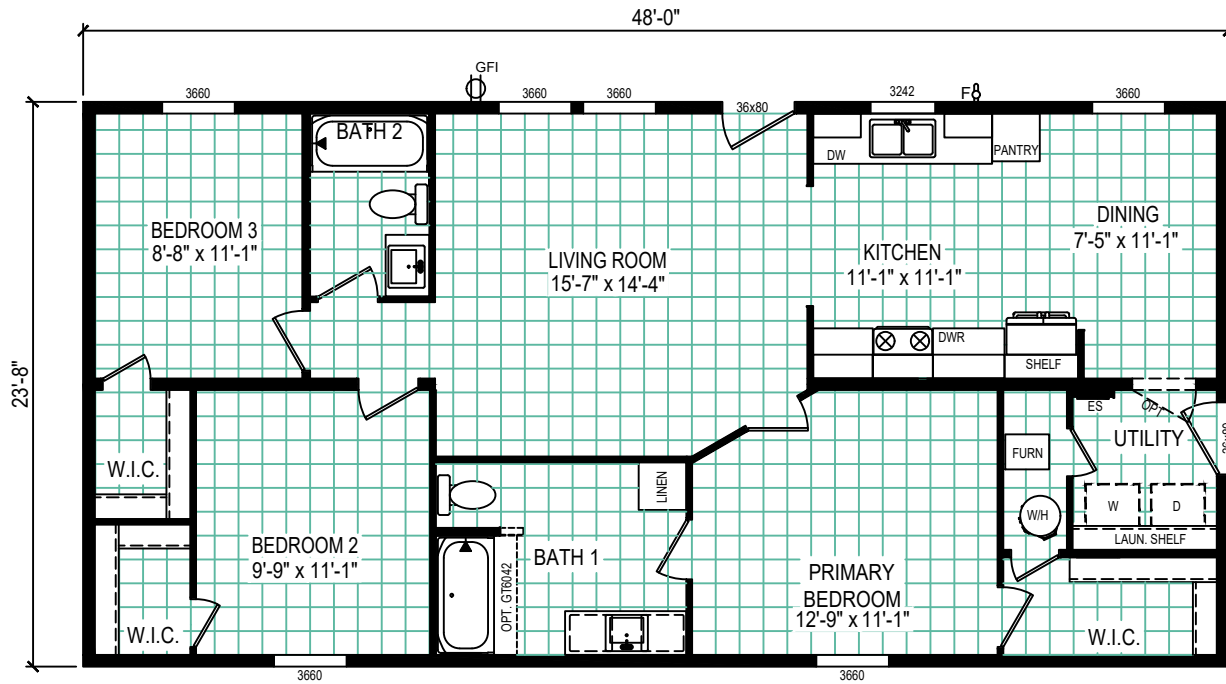 48'-0"
GFI
3660
3660
3660
36x80
3242
F
3660
BATH 2
DW
PANTRY
BEDROOM 3
8'-8" x 11'-1"
LIVING ROOM
15'-7" x 14'-4"
KITCHEN
11'-1" x 11'-1"
DINING
7'-5" x 11'-1"
23'-8"
DWR
SHELF
ES
OPT
UTILITY
36x80
W.I.C.
LINEN
FURN
W
D
W/H
LAUN. SHELF
BEDROOM 2
9'-9" x 11'-1"
BATH 1
OPT. GT6042
PRIMARY
BEDROOM
12'-9" x 11'-1"
W.I.C.
W.I.C.
3660
3660